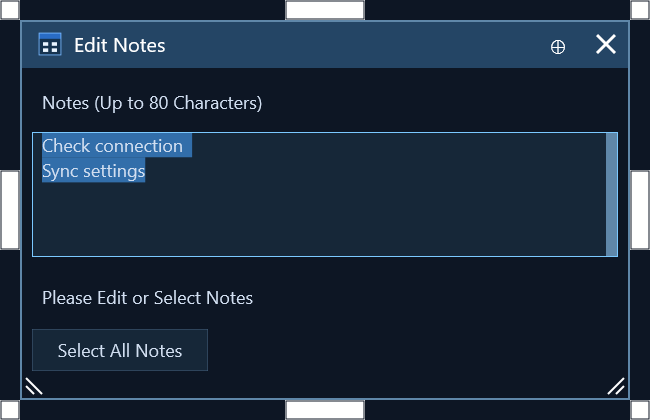 Edit Notes
Notes (Up to 80 Characters)
Check connection
Sync settings
Please Edit or Select Notes
Select All Notes